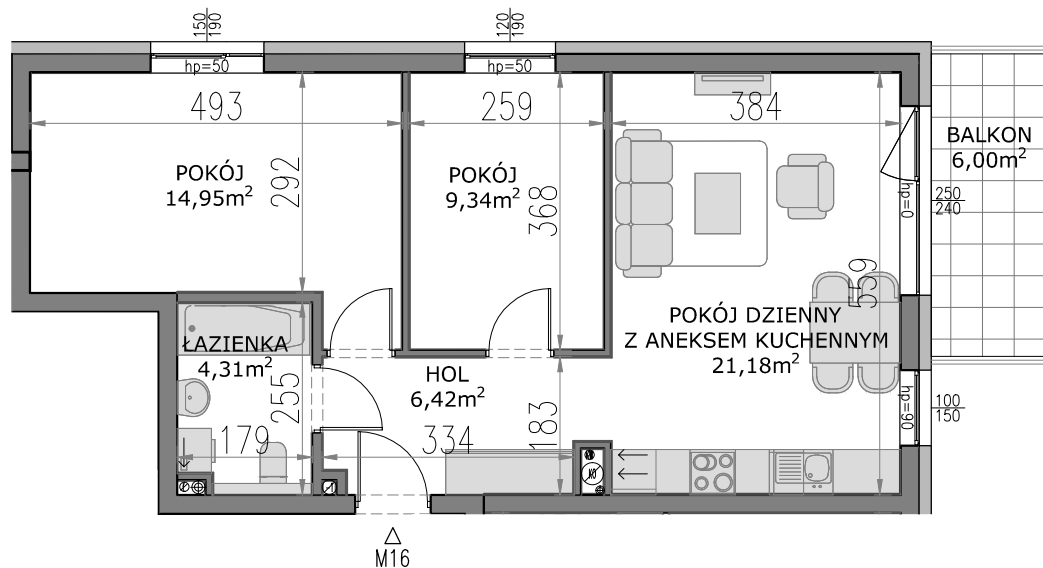 150
190
120
190
hp=50
hp=50
493
259
384
POKÓJ
14,95m²
292
POKÓJ
9,34m²
368
BALKON
6,00m²
hp=0
250
240
559
POKÓJ DZIENNY
Z ANEKSEM KUCHENNYM
21,18m²
ŁAZIENKA
4,31m²
255
HOL
6,42m²
hp=90
100
150
179
334
183
M16